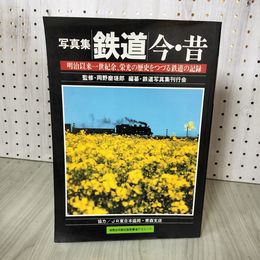 写真集 鉄道 今・昔
明治以来一世紀余、栄光の歴史をつづる鉄道の記録
監修・岡野磨瑳郎 編纂・鉄道写真集刊行会
協力/JR東日本盛岡・青森支店